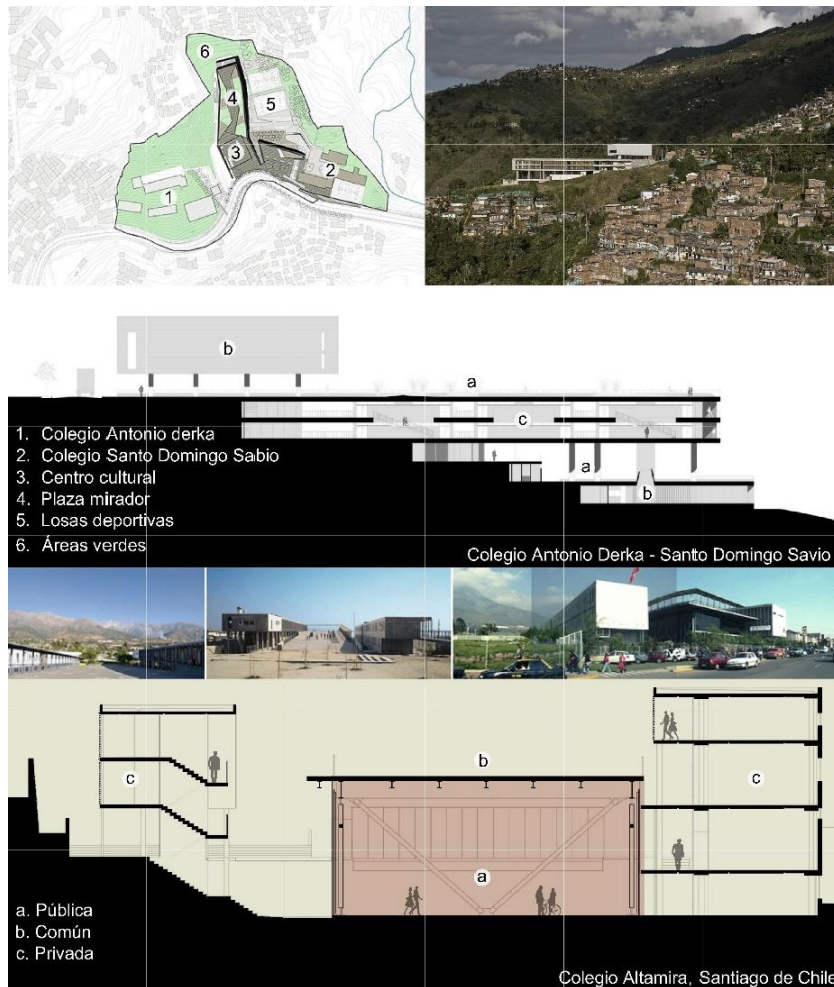 6
4
5
3
1
2
b
a
c
a
b
1. Colegio Antonio derka
2. Colegio Santo Domingo Sabio
3. Centro cultural
4. Plaza mirador
5. Losas deportivas
6. Áreas verdes
Colegio Antonio Derka - Santo Domingo Savio
b
c
c
a
a. Pública
b. Común
c. Privada
Colegio Altamira, Santiago de Chile